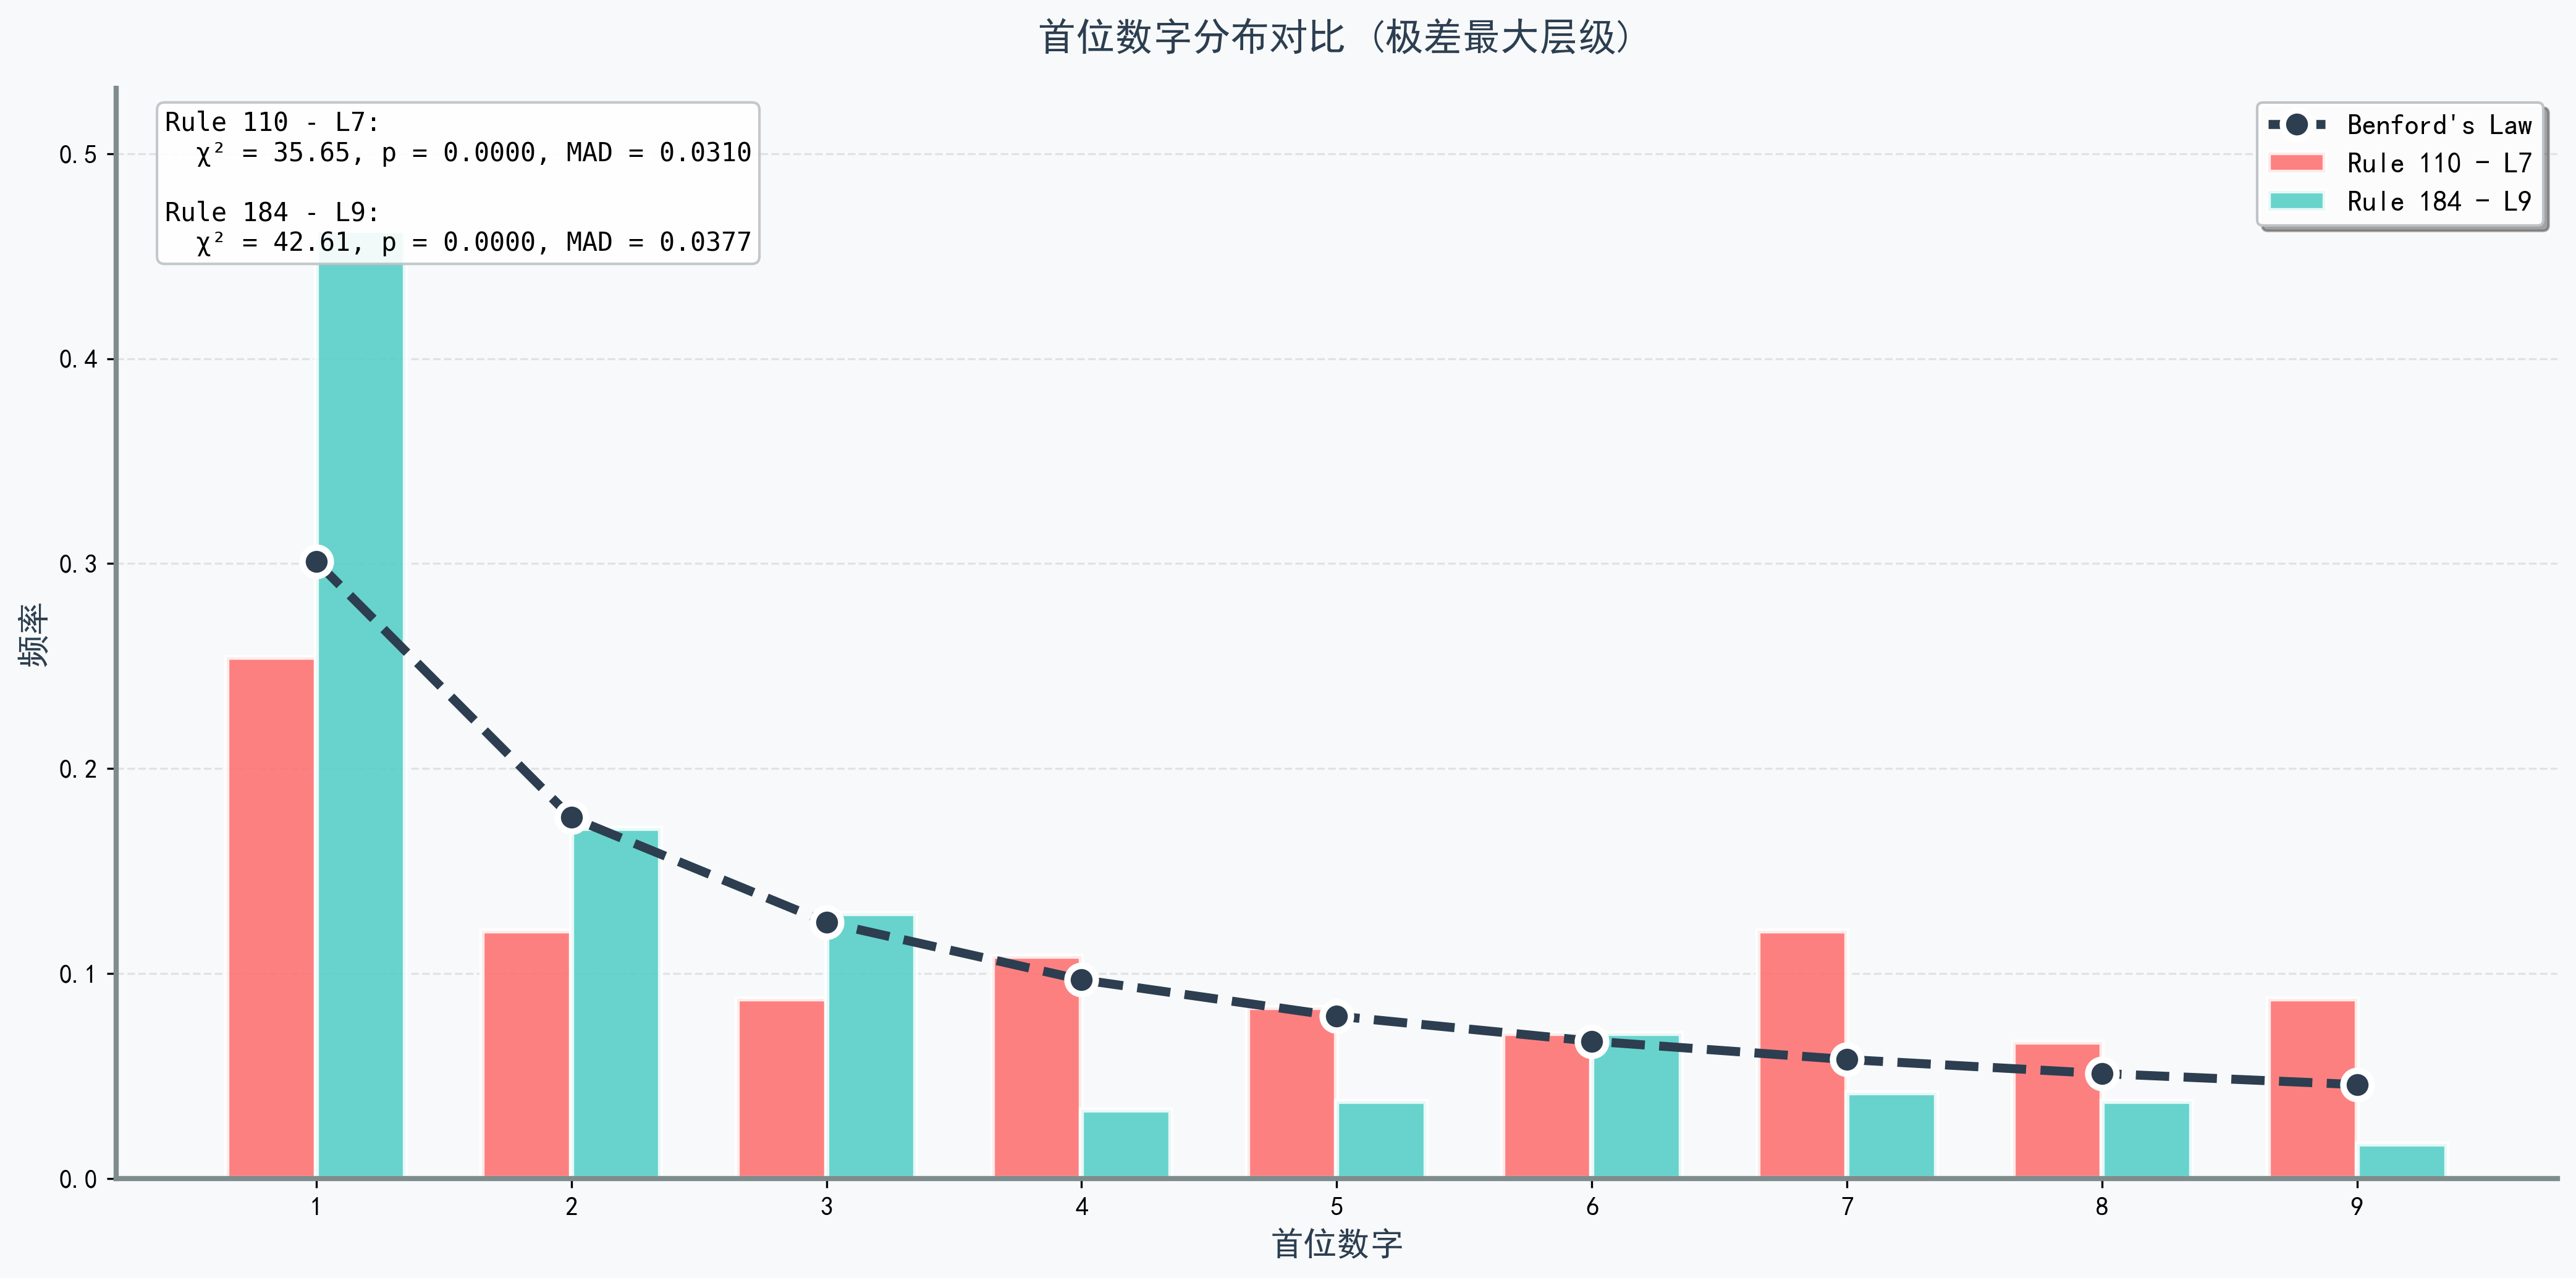 首位数字分布对比 (极差最大层级)
Rule 110 - L7:
χ² = 35.65, p = 0.0000, MAD = 0.0310
Rule 184 - L9:
χ² = 42.61, p = 0.0000, MAD = 0.0377
Benford's Law
Rule 110 - L7
Rule 184 - L9
频率
0.5
0.4
0.3
0.2
0.1
0.0
1 2 3 4 5 6 7 8 9
首位数字